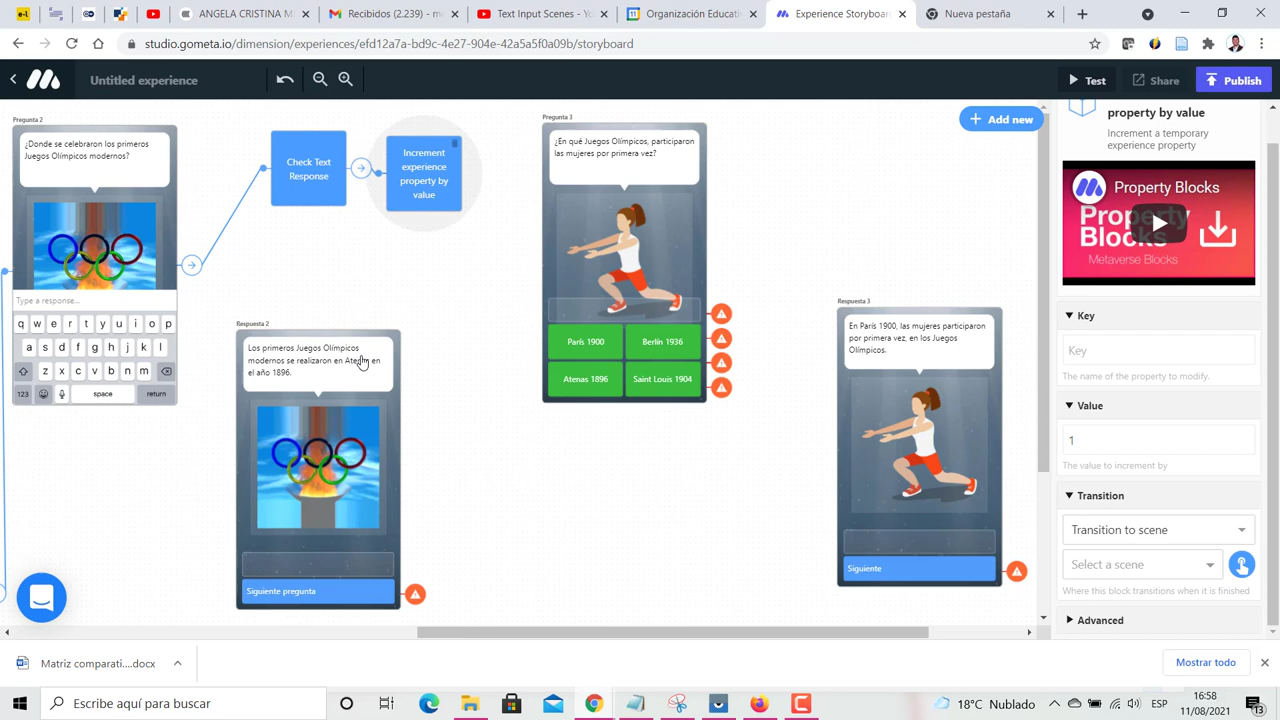 ANGELA CRISTINA M
Recibidos (2.239) - m
Text Input Scenes - Yo
Organización Educativ
Experience Storyboar
Nueva pestaña
studio.gometa.io/dimension/experiences/efd12a7a-bd9c-4e27-904e-42a5a5f0a09b/storyboard
Untitled experience
Test
Share
Publish
Pregunta 2
¿Donde se celebraron los primeros
Juegos Olímpicos modernos?
Type a response...
q w e r t y u i o p
a s d f g h j k l
z x c v b n m
123
space
return
Check Text
Response
Increment
experience
property by
value
Respuesta 2
Los primeros Juegos Olímpicos
modernos se realizaron en Atenas en
el año 1896.
Siguiente pregunta
Pregunta 3
¿En qué Juegos Olímpicos, participaron
las mujeres por primera vez?
París 1900
Berlín 1936
Atenas 1896
Saint Louis 1904
Add new
Respuesta 3
En París 1900, las mujeres participaron
por primera vez, en los Juegos
Olímpicos.
Siguiente
property by value
Increment a temporary
experience property
Property Blocks
Property
Blocks
Metaverse Blocks
Key
Key
The name of the property to modify.
Value
1
The value to increment by
Transition
Transition to scene
Select a scene
Where this block transitions when it is finished
Advanced
Matriz comparati....docx
Mostrar todo
Escribe aquí para buscar
18°C Nublado
ESP
16:58
11/08/2021
13